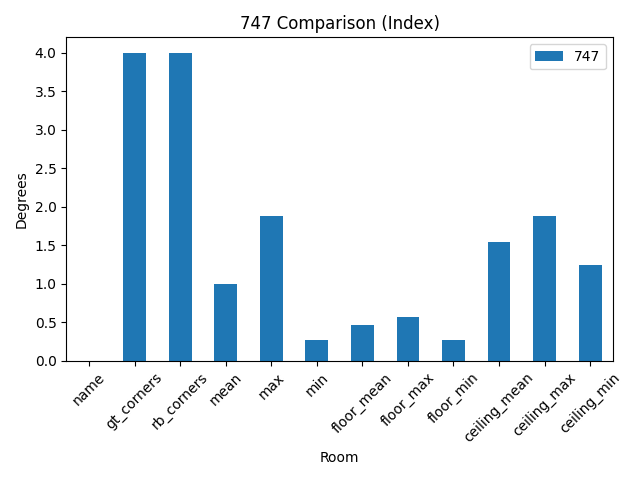 747 Comparison (Index)
747
Degrees
4.0
3.5
3.0
2.5
2.0
1.5
1.0
0.5
0.0
name
gt_corners
rb_corners
mean
max
min
floor_mean
floor_max
floor_min
ceiling_mean
ceiling_max
ceiling_min
Room